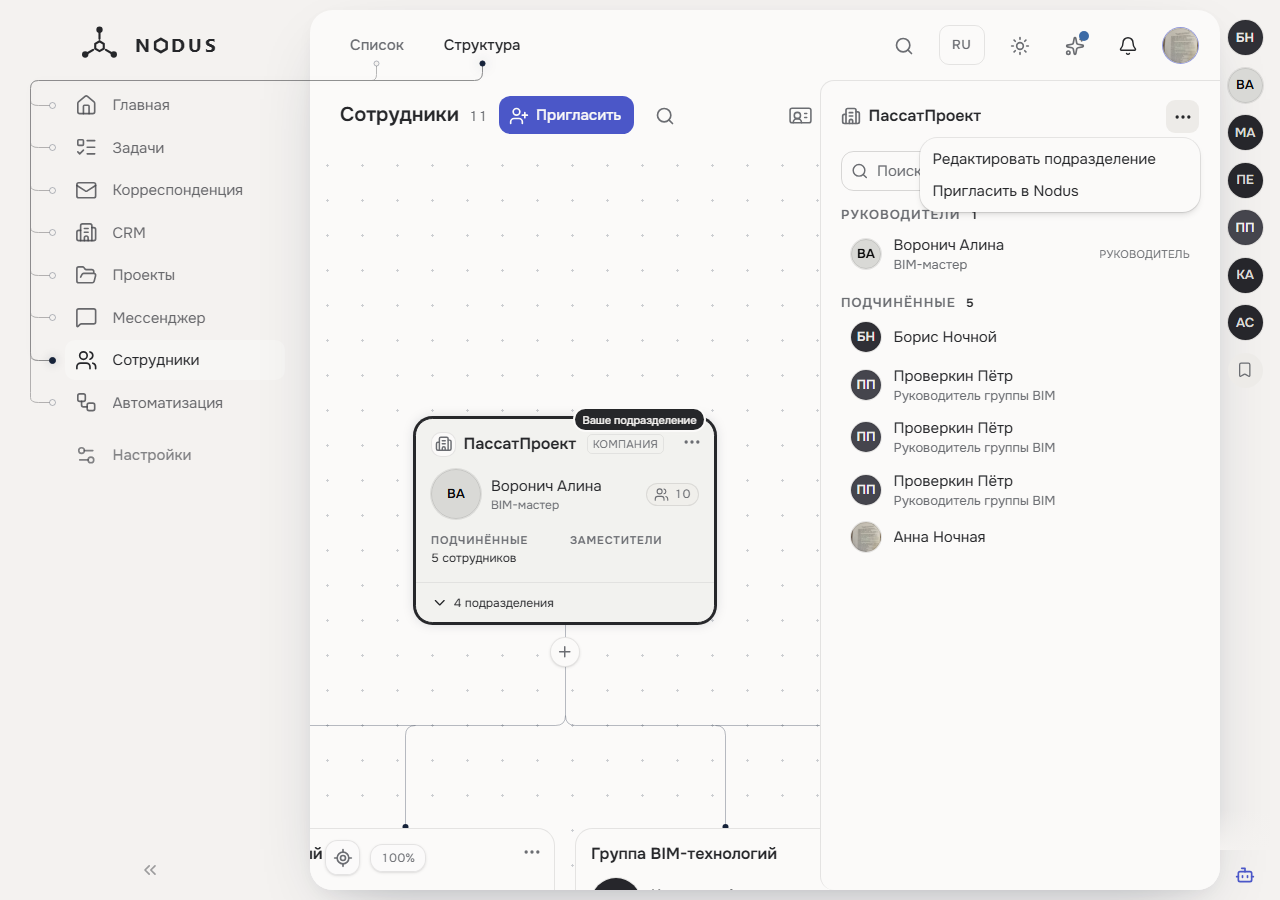 NODUS
Список
Структура
RU
Главная
Задачи
Корреспонденция
CRM
Проекты
Мессенджер
Сотрудники
Автоматизация
Настройки
Сотрудники 11
Пригласить
Ваше подразделение
ПассатПроект
КОМПАНИЯ
ВА
Воронич Алина
BIM-мастер
10
ПОДЧИНЁННЫЕ
ЗАМЕСТИТЕЛИ
5 сотрудников
4 подразделения
100%
Группа BIM-технологий
ПассатПроект
Редактировать подразделение
Пригласить в Nodus
Поиск
РУКОВОДИТЕЛИ 1
ВА
Воронич Алина
BIM-мастер
РУКОВОДИТЕЛЬ
ПОДЧИНЁННЫЕ 5
БН
Борис Ночной
ПП
Проверкин Пётр
Руководитель группы BIM
ПП
Проверкин Пётр
Руководитель группы BIM
ПП
Проверкин Пётр
Руководитель группы BIM
Анна Ночная
БН
ВА
МА
ПЕ
ПП
КА
АС